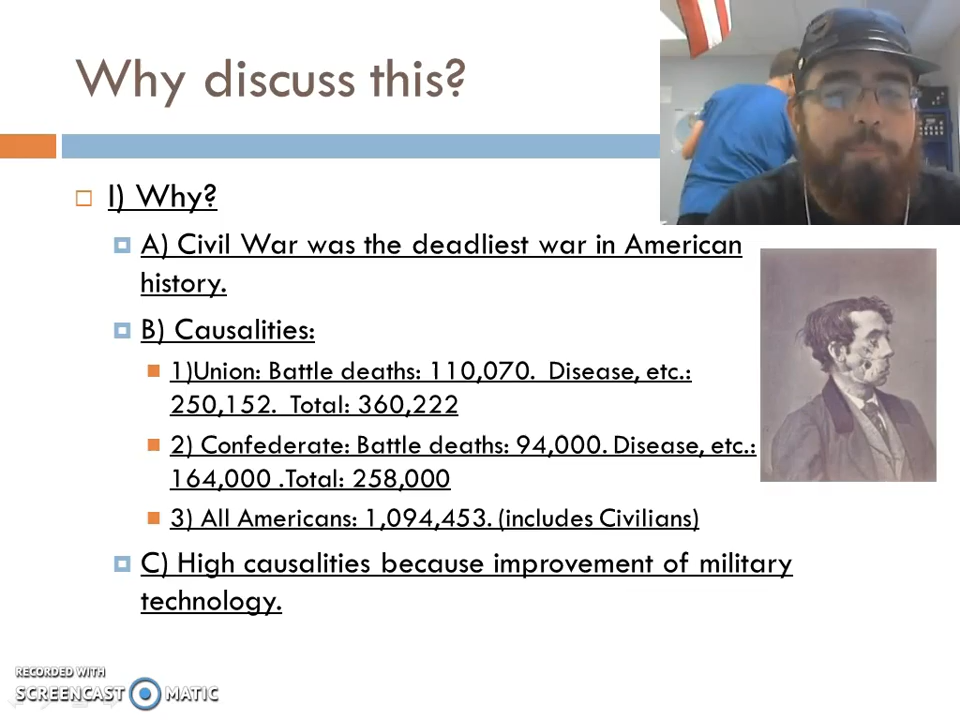 Why discuss this?
I) Why?
A) Civil War was the deadliest war in American
history.
B) Causalities:
1)Union: Battle deaths: 110,070. Disease, etc.:
250,152. Total: 360,222
2) Confederate: Battle deaths: 94,000. Disease, etc.:
164,000 .Total: 258,000
3) All Americans: 1,094,453. (includes Civilians)
C) High causalities because improvement of military
technology.
RECORDED WITH
SCREENCAST MATIC